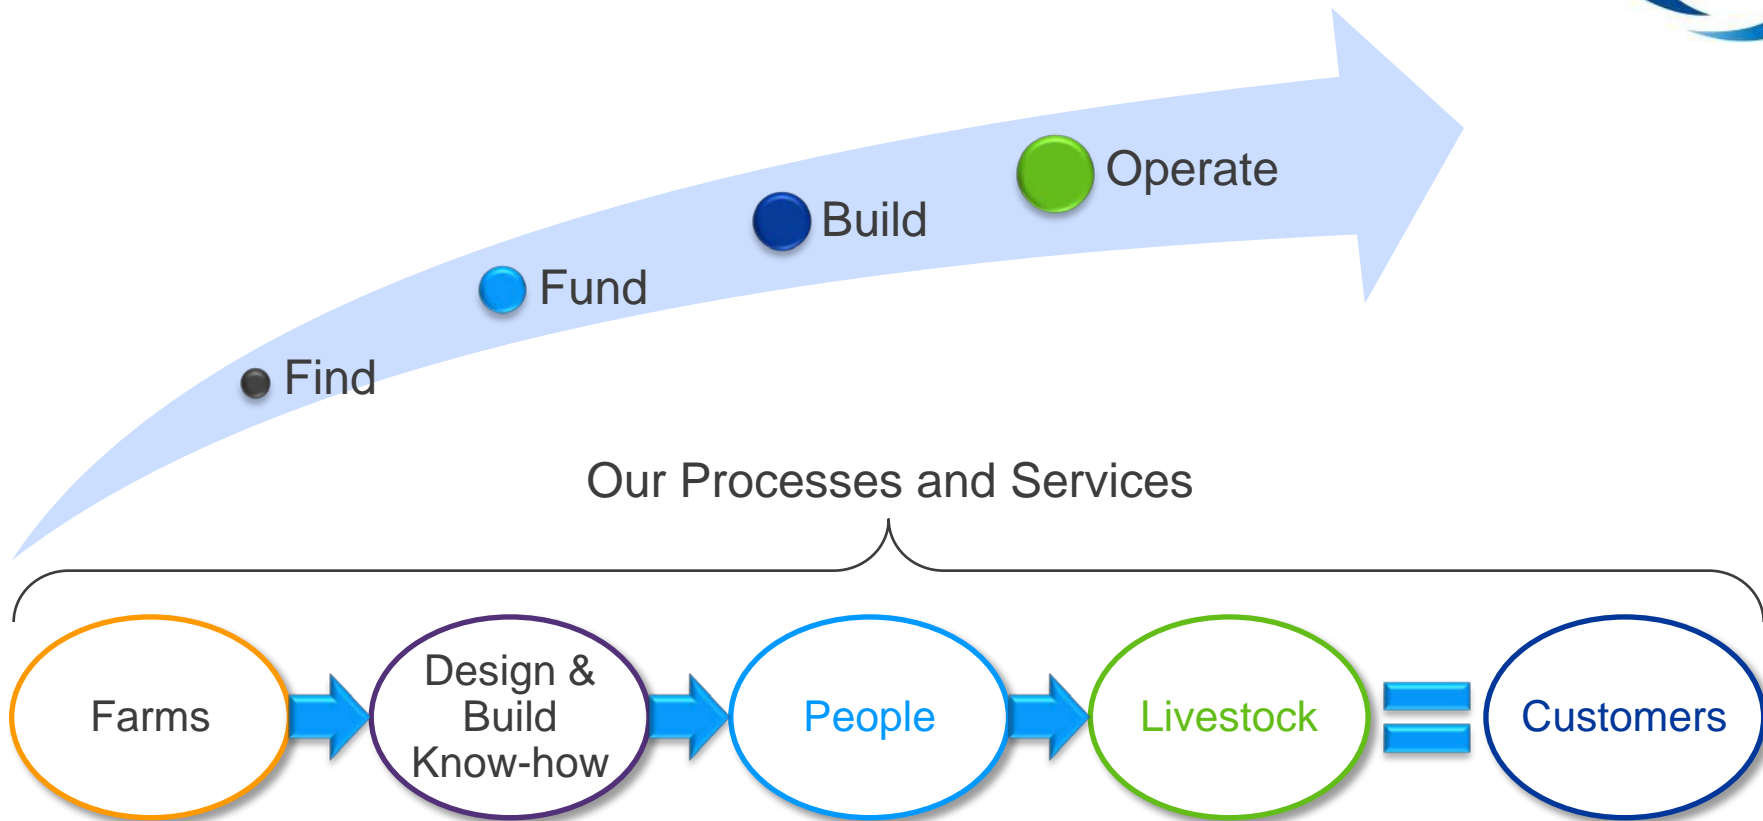 Operate
Build
Fund
Find
Our Processes and Services
Farms
Design &
Build
Know-how
People
Livestock
Customers